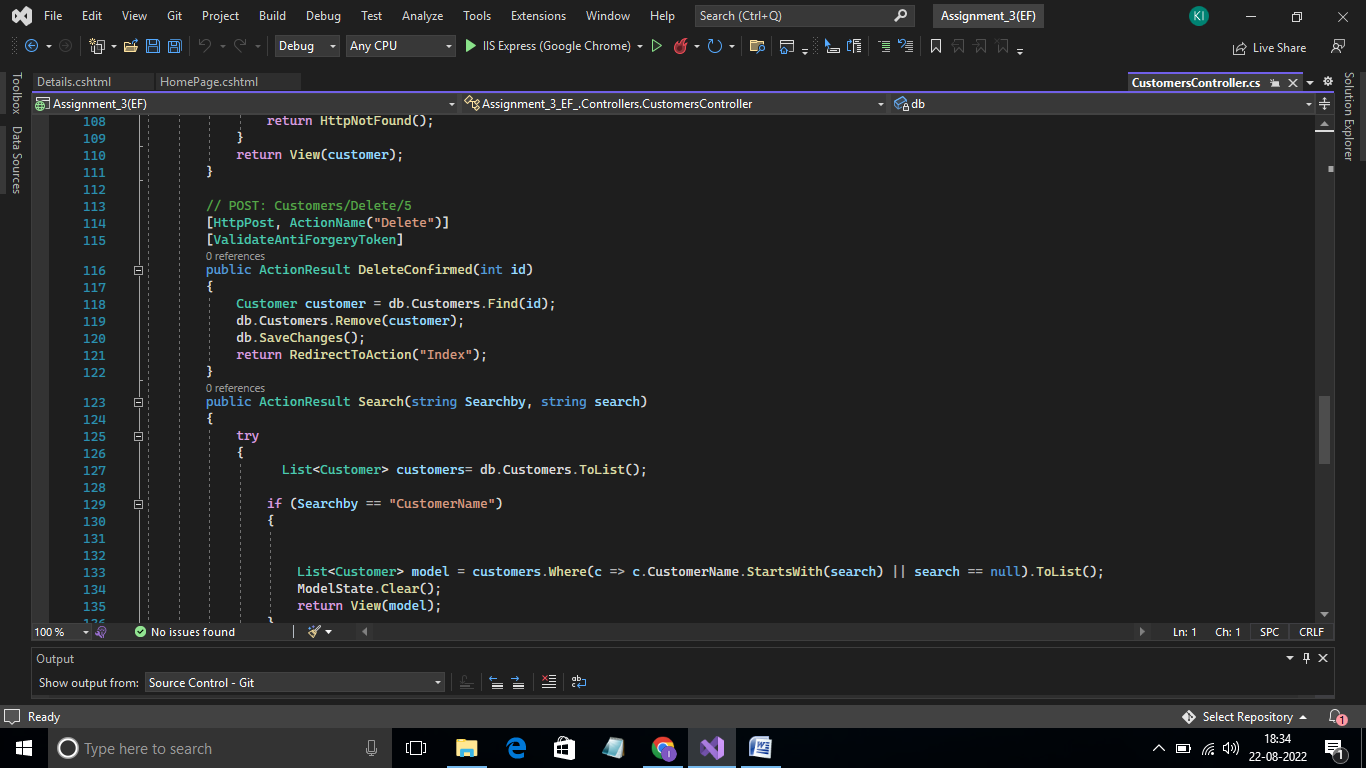 File Edit View Git Project Build Debug Test Analyze Tools Extensions Window Help Search (Ctrl+Q) Assignment_3(EF) KI
Debug Any CPU IIS Express (Google Chrome) Live Share
Details.cshtml HomePage.cshtml CustomersController.cs
Assignment_3(EF) Assignment_3_EF_.Controllers.CustomersController db
Toolbox
Data Sources
Solution Explorer
108 return HttpNotFound();
109 }
110 return View(customer);
111 }
112
113 // POST: Customers/Delete/5
114 [HttpPost, ActionName("Delete")]
115 [ValidateAntiForgeryToken]
0 references
116 public ActionResult DeleteConfirmed(int id)
117 {
118 Customer customer = db.Customers.Find(id);
119 db.Customers.Remove(customer);
120 db.SaveChanges();
121 return RedirectToAction("Index");
122 }
0 references
123 public ActionResult Search(string Searchby, string search)
124 {
125 try
126 {
127 List<Customer> customers= db.Customers.ToList();
128
129 if (Searchby == "CustomerName")
130 {
131
132
133 List<Customer> model = customers.Where(c => c.CustomerName.StartsWith(search) || search == null).ToList();
134 ModelState.Clear();
135 return View(model);
136 }
100 % No issues found Ln: 1 Ch: 1 SPC CRLF
Output
Show output from: Source Control - Git
Ready Select Repository 1
Type here to search 18:34
22-08-2022 1